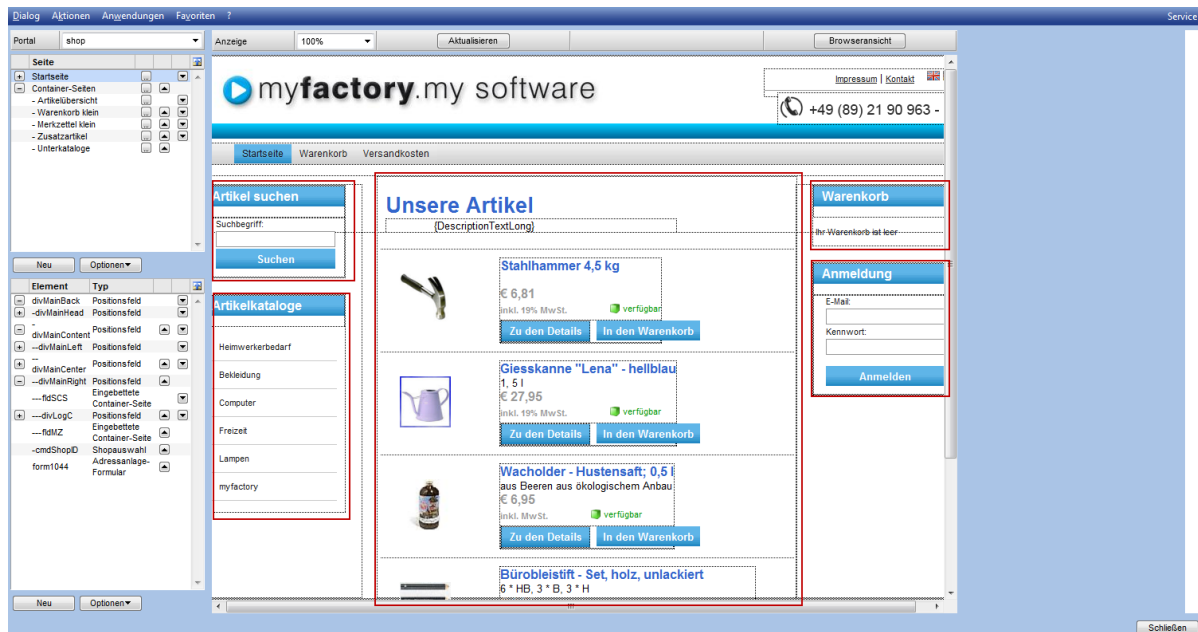 Dialog Aktionen Anwendungen Favoriten ?
Service
Portal shop
Anzeige 100% Aktualisieren Browseransicht
Seite
Startseite ...
Container-Seiten ...
- Artikelübersicht ...
- Warenkorb klein ...
- Merkzettel klein ...
- Zusatzartikel ...
- Unterkataloge ...
Neu Optionen
Element Typ
divMainBack Positionsfeld
-divMainHead Positionsfeld
-
divMainContent Positionsfeld
--divMainLeft Positionsfeld
--
divMainCenter Positionsfeld
--divMainRight Positionsfeld
---fldSCS Eingebettete
Container-Seite
---divLogC Positionsfeld
---fldMZ Eingebettete
Container-Seite
-cmdShopID Shopauswahl
form1044 Adressanlage-
Formular
Neu Optionen
myfactory.my software
Impressum | Kontakt
+49 (89) 21 90 963 -
Startseite Warenkorb Versandkosten
Artikel suchen
Suchbegriff:
Suchen
Artikelkataloge
Heimwerkerbedarf
Bekleidung
Computer
Freizeit
Lampen
myfactory
Unsere Artikel
{DescriptionTextLong}
Stahlhammer 4,5 kg
€ 6,81
inkl. 19% MwSt. verfügbar
Zu den Details In den Warenkorb
Giesskanne "Lena" - hellblau
1, 5 l
€ 27,95
inkl. 19% MwSt. verfügbar
Zu den Details In den Warenkorb
Wacholder - Hustensaft; 0,5 l
aus Beeren aus ökologischem Anbau
€ 6,95
inkl. MwSt. verfügbar
Zu den Details In den Warenkorb
Bürobleistift - Set, holz, unlackiert
6 * HB, 3 * B, 3 * H
Warenkorb
Ihr Warenkorb ist leer
Anmeldung
E-Mail:
Kennwort:
Anmelden
Schließen